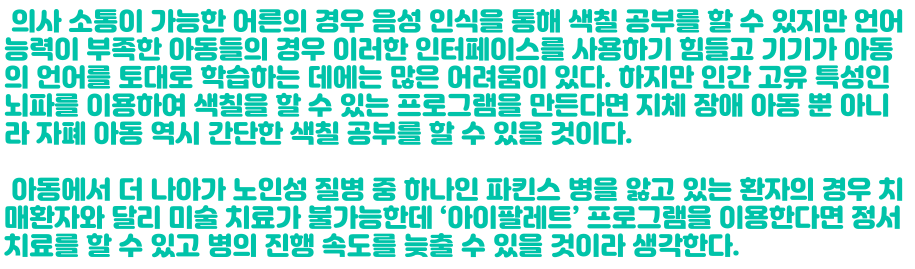 의사 소통이 가능한 어른의 경우 음성 인식을 통해 색칠 공부를 할 수 있지만 언어
능력이 부족한 아동들의 경우 이러한 인터페이스를 사용하기 힘들고 기기가 아동
의 언어를 토대로 학습하는 데에는 많은 어려움이 있다. 하지만 인간 고유 특성인
뇌파를 이용하여 색칠을 할 수 있는 프로그램을 만든다면 지체 장애 아동 뿐 아니
라 자폐 아동 역시 간단한 색칠 공부를 할 수 있을 것이다.
아동에서 더 나아가 노인성 질병 중 하나인 파킨스 병을 앓고 있는 환자의 경우 치
매환자와 달리 미술 치료가 불가능한데 ‘아이팔레트’ 프로그램을 이용한다면 정서
치료를 할 수 있고 병의 진행 속도를 늦출 수 있을 것이라 생각한다.